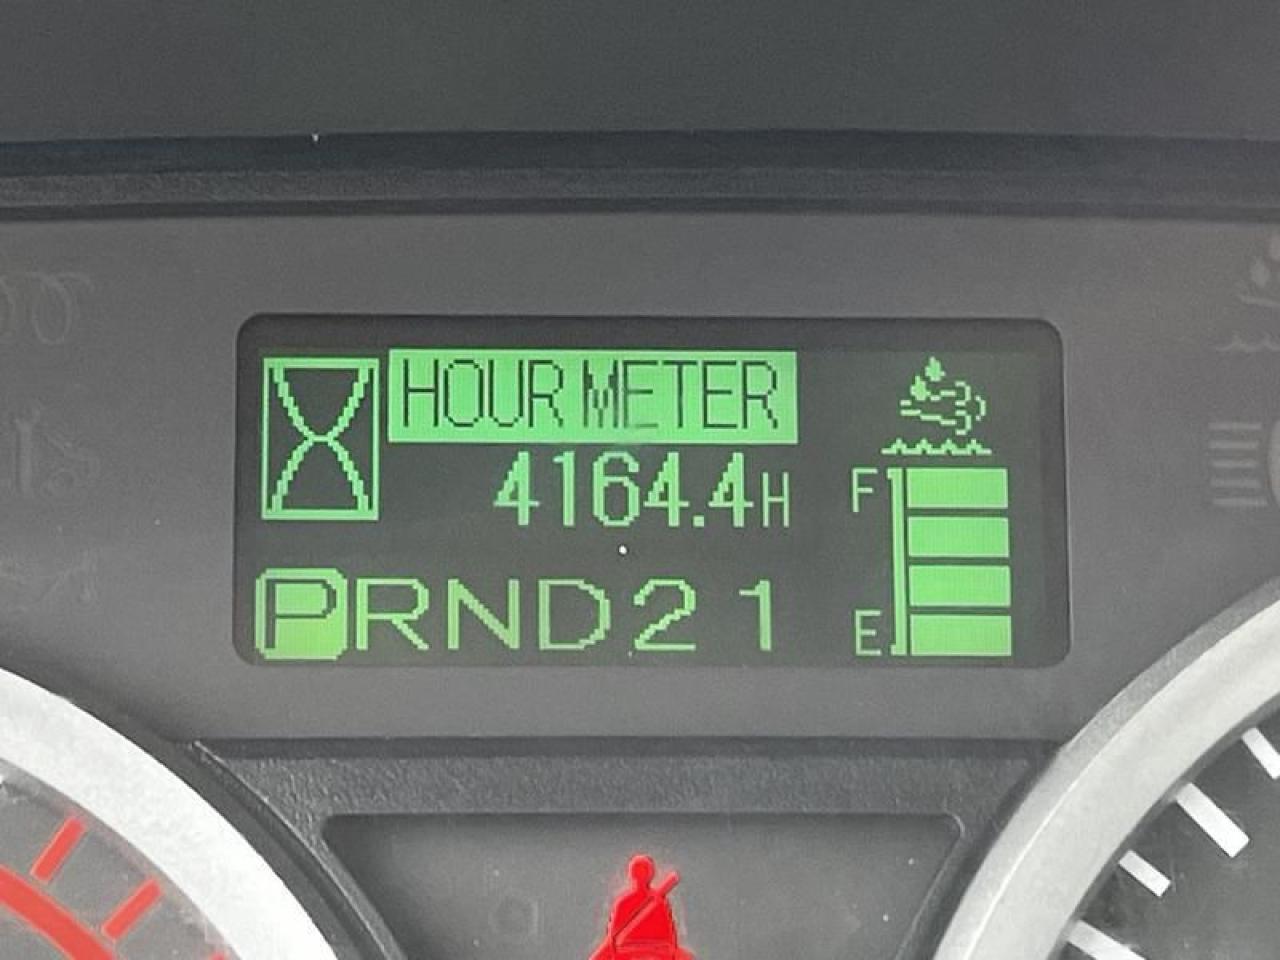 HOUR METER
4164.4H
PRND21
F
E